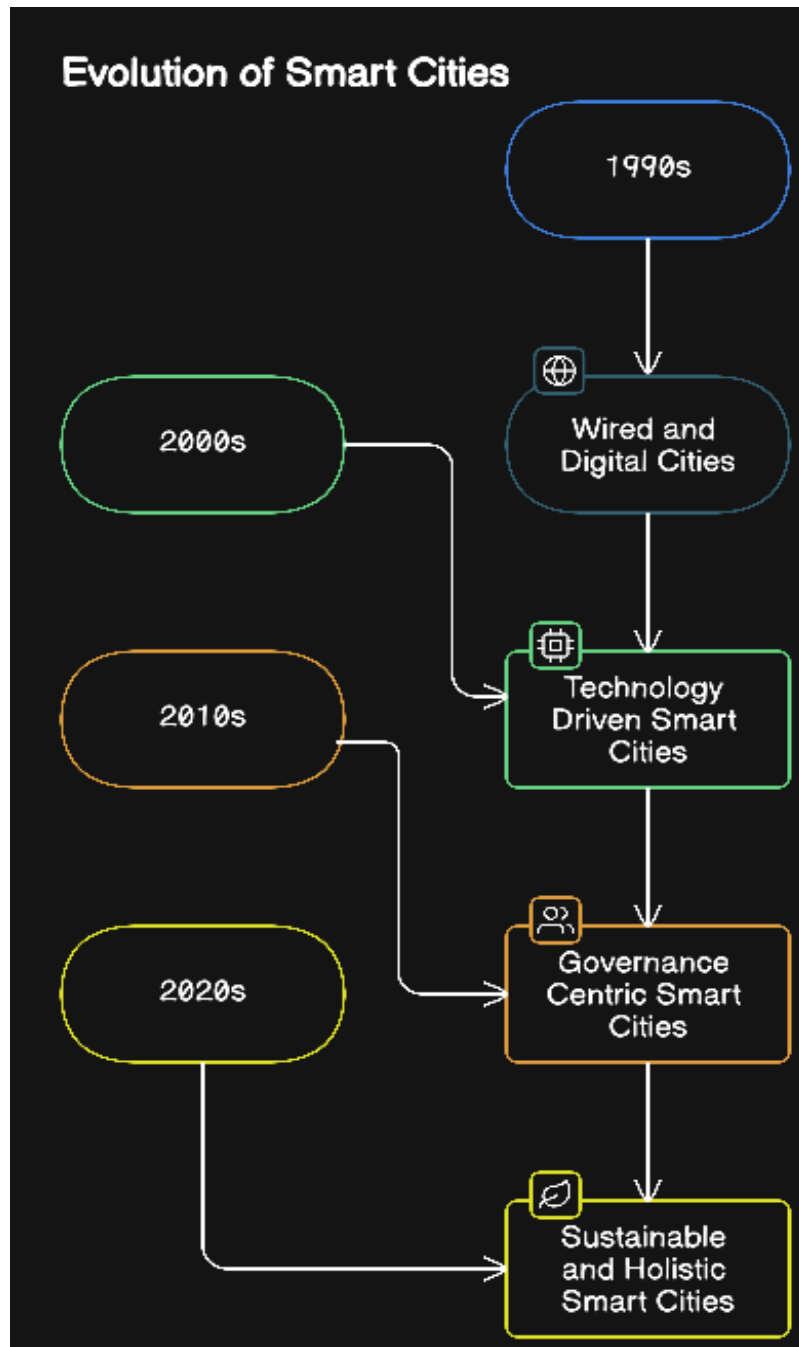 Evolution of Smart Cities
1990s
2000s
Wired and
Digital Cities
2010s
Technology
Driven Smart
Cities
2020s
Governance
Centric Smart
Cities
Sustainable
and Holistic
Smart Cities